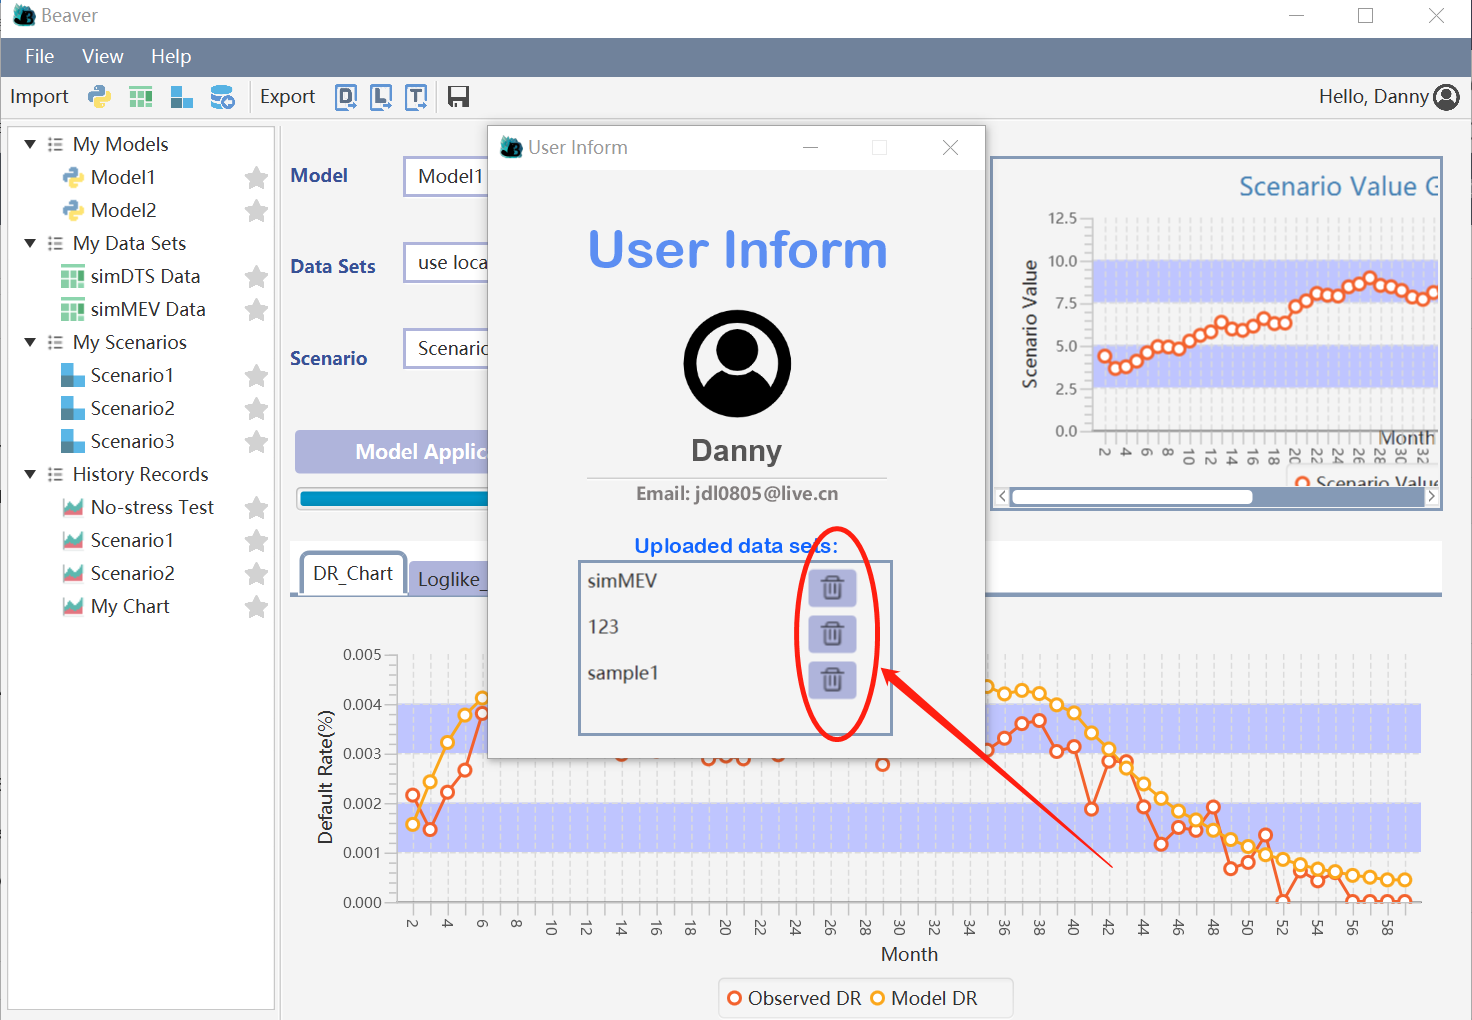 Beaver
File View Help
Import Export D L T Hello, Danny
My Models
Model1
Model2
My Data Sets
simDTS Data
simMEV Data
My Scenarios
Scenario1
Scenario2
Scenario3
History Records
No-stress Test
Scenario1
Scenario2
My Chart
Model
Model1
Data Sets
use loca
Scenario
Scenario
Model Applic
User Inform
User Inform
Danny
Email: jdl0805@live.cn
Uploaded data sets:
simMEV
123
sample1
Scenario Value G
Scenario Value
12.5
10.0
7.5
5.0
2.5
0.0
Month
2 4 6 8 10 12 14 16 18 20 22 24 26 28 30 32
Scenario Value
DR_Chart
Loglike_
Default Rate(%)
0.005
0.004
0.003
0.002
0.001
0.000
2 4 6 8 10 12 14 16 18 20 22 24 26 28 30 32 34 36 38 40 42 44 46 48 50 52 54 56 58
Month
Observed DR Model DR